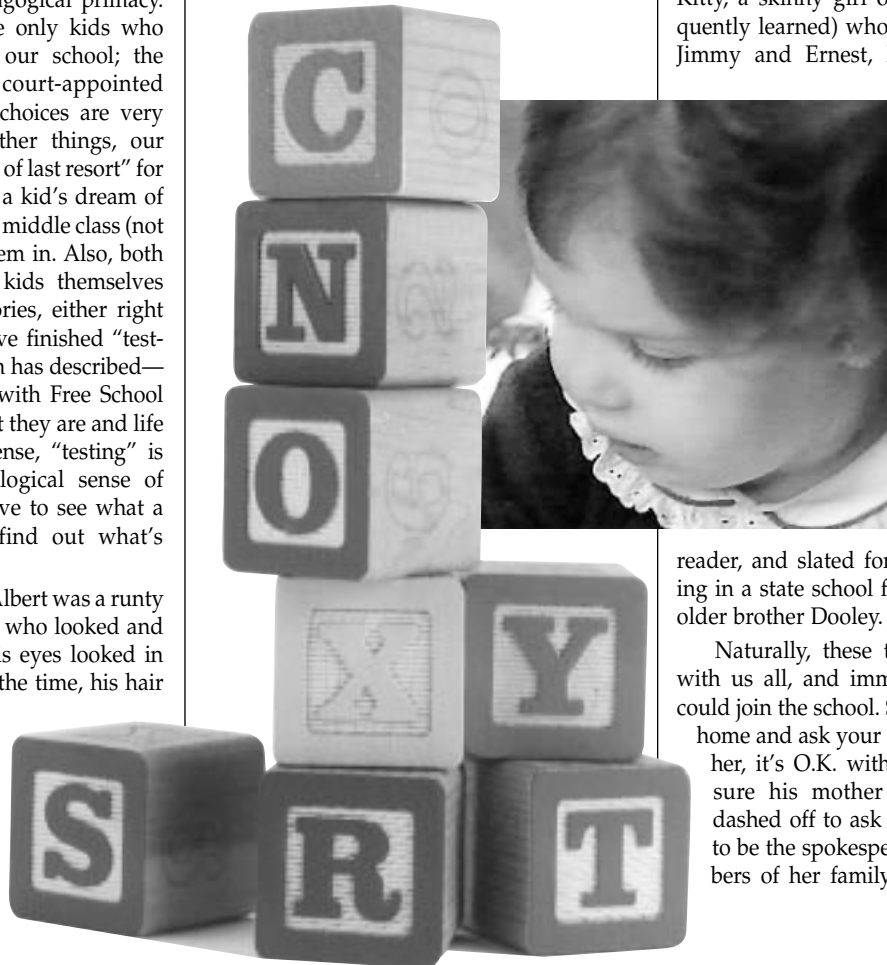 agogical primacy.
e only kids who
our school; the
court-appointed
choices are very
ther things, our
of last resort” for
a kid’s dream of
middle class (not
em in. Also, both
kids themselves
ories, either right
ve finished “test-
n has described—
with Free School
t they are and life
ense, “testing” is
logical sense of
ve to see what a
find out what’s
Albert was a runty
who looked and
s eyes looked in
the time, his hair
C
N
O
X Y
S R T
Kitty, a skinny girl o
quently learned) who
Jimmy and Ernest,
reader, and slated for
ing in a state school f
older brother Dooley.
Naturally, these t
with us all, and imm
could join the school.
home and ask your
her, it’s O.K. with
sure his mother
dashed off to ask
to be the spokespe
bers of her family